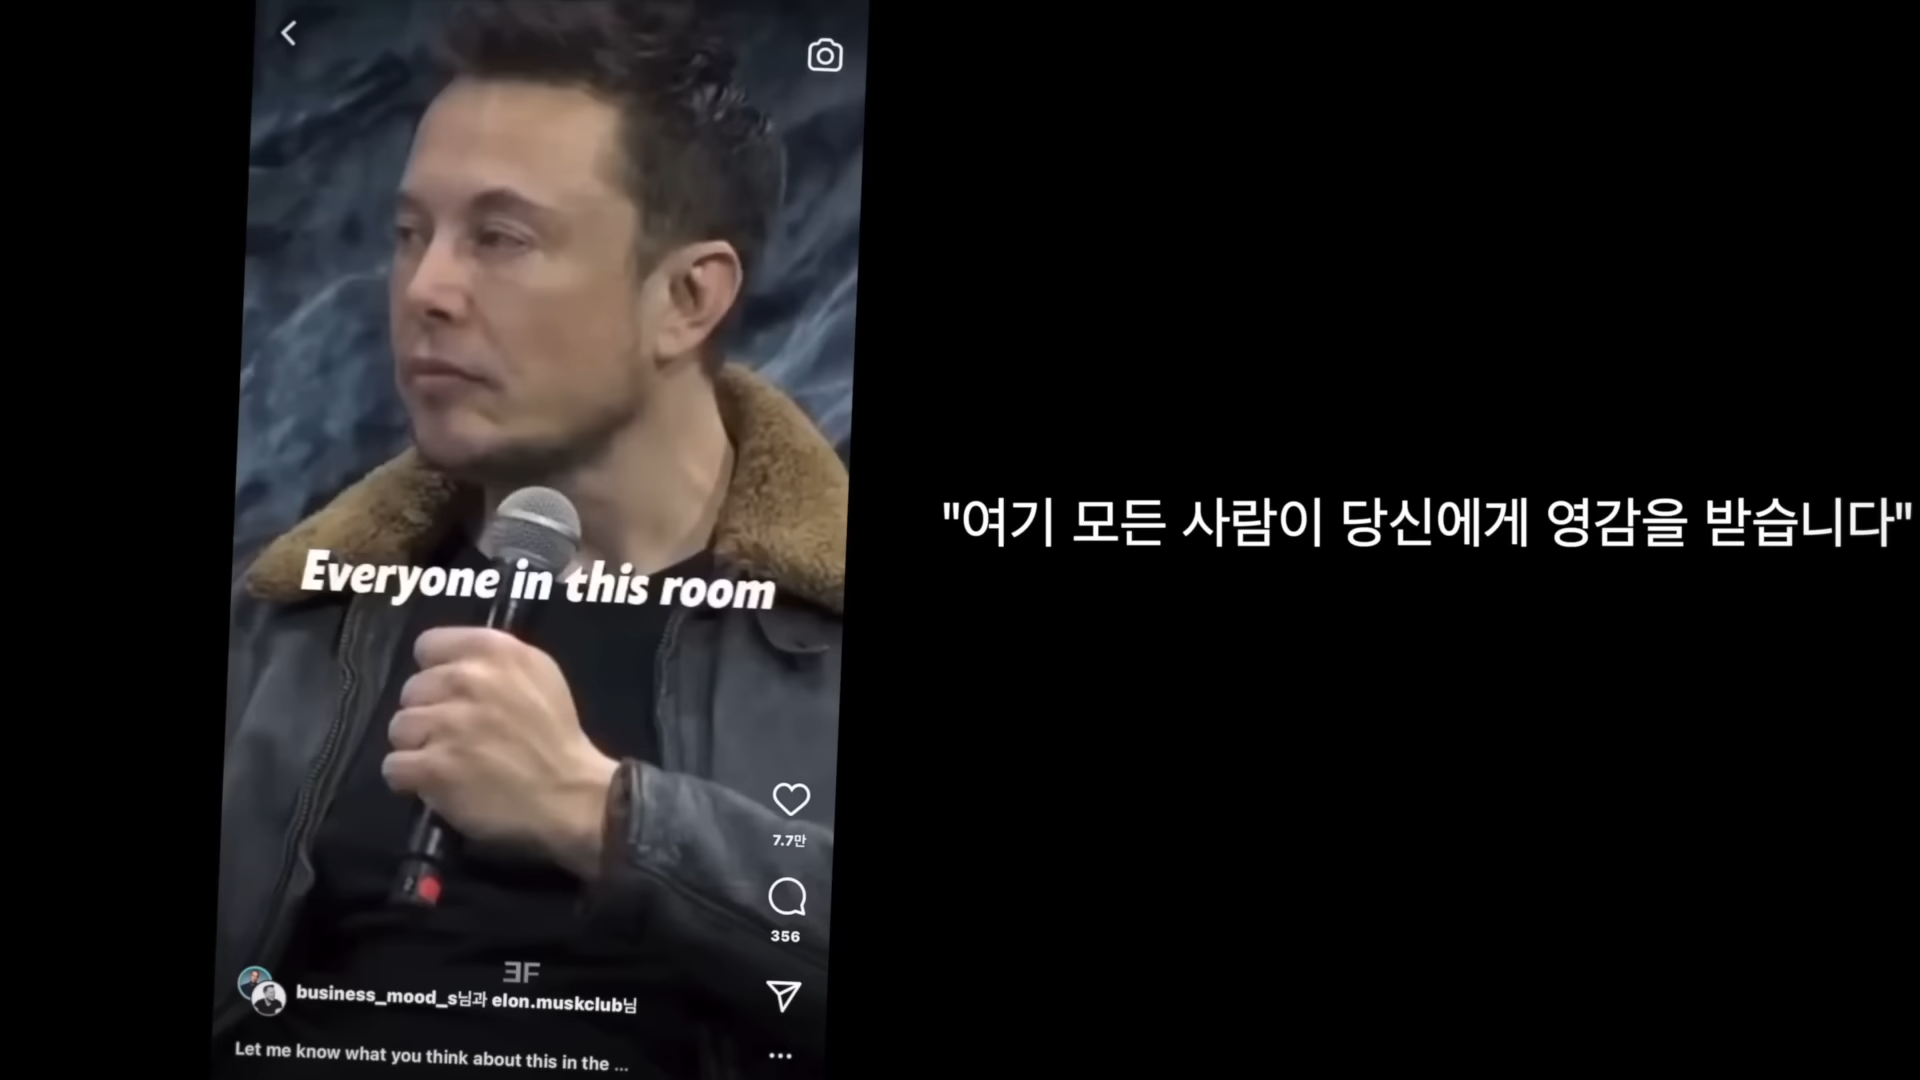 Everyone in this room
"여기 모든 사람이 당신에게 영감을 받습니다"
7.7만
356
ƎF
business_mood_s님과 elon.muskclub님
Let me know what you think about this in the ...